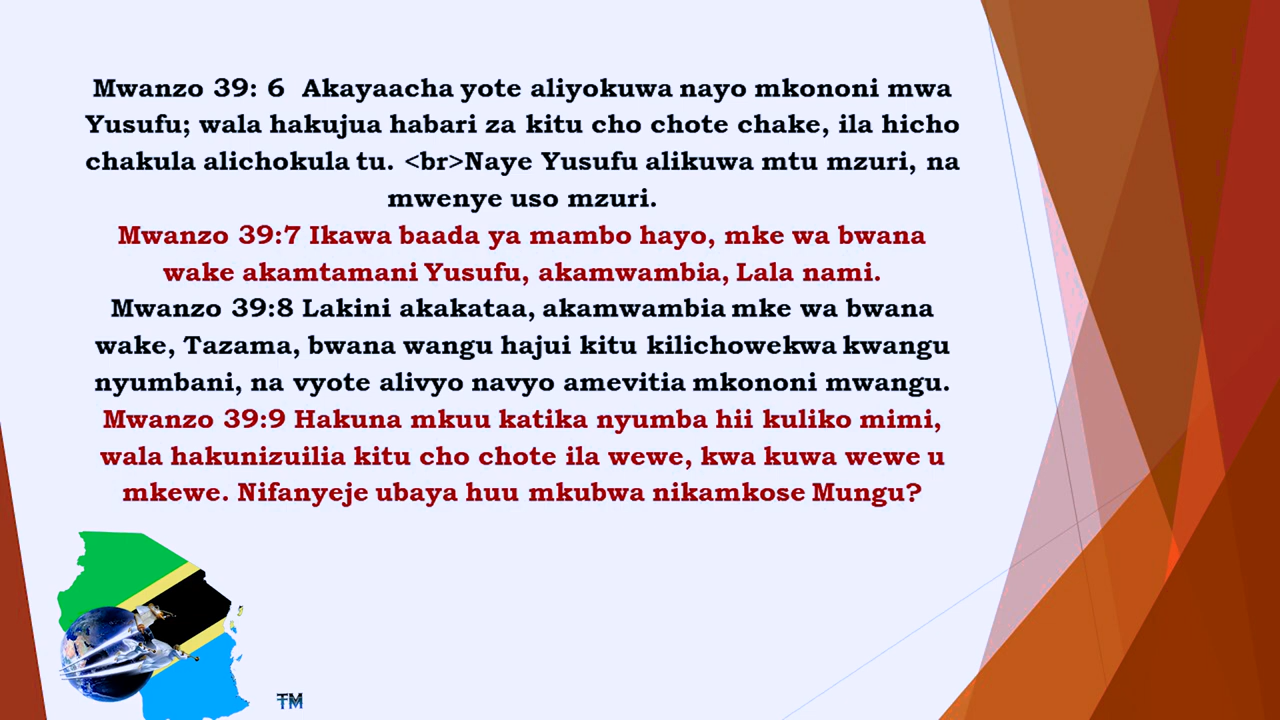 Mwanzo 39: 6  Akayaacha yote aliyokuwa nayo mkononi mwa
Yusufu; wala hakujua habari za kitu cho chote chake, ila hicho
chakula alichokula tu. <br>Naye Yusufu alikuwa mtu mzuri, na
mwenye uso mzuri.
Mwanzo 39:7 Ikawa baada ya mambo hayo, mke wa bwana
wake akamtamani Yusufu, akamwambia, Lala nami.
Mwanzo 39:8 Lakini akakataa, akamwambia mke wa bwana
wake, Tazama, bwana wangu hajui kitu kilichowekwa kwangu
nyumbani, na vyote alivyo navyo amevitia mkononi mwangu.
Mwanzo 39:9 Hakuna mkuu katika nyumba hii kuliko mimi,
wala hakunizuilia kitu cho chote ila wewe, kwa kuwa wewe u
mkewe. Nifanyeje ubaya huu mkubwa nikamkose Mungu?
TM